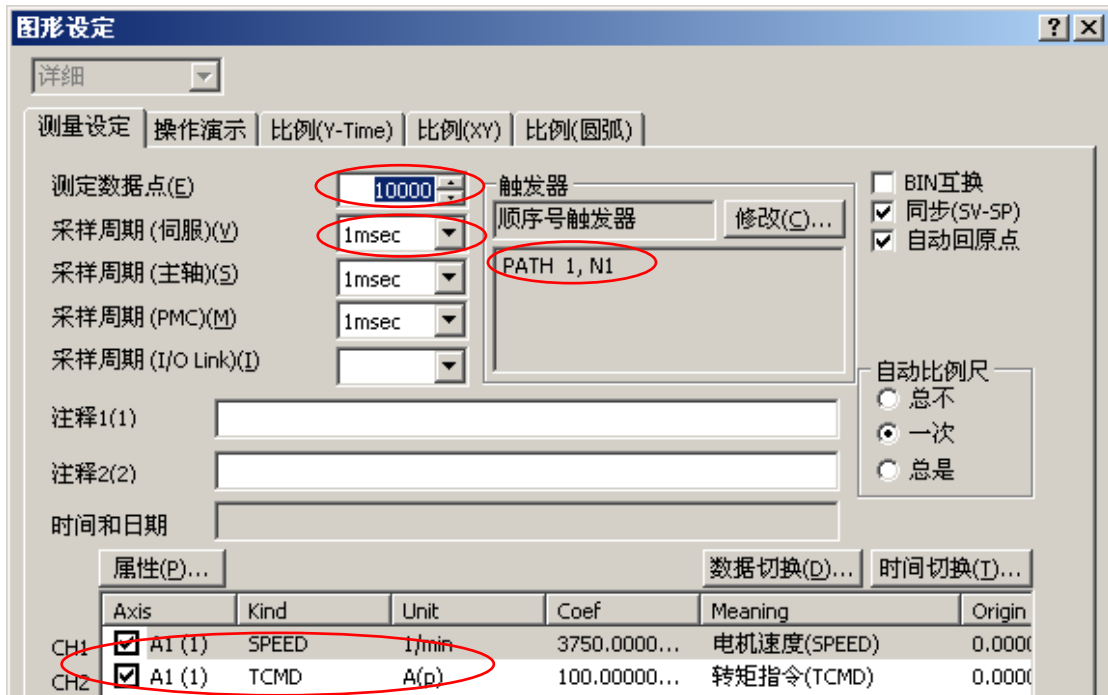 图形设定
详细
测量设定 操作演示 比例(Y-Time) 比例(XY) 比例(圆弧)
测定数据点(E) 10000
采样周期(伺服)(V) 1msec
采样周期(主轴)(S) 1msec
采样周期(PMC)(M) 1msec
采样周期(I/O Link)(I)
触发器
顺序号触发器 修改(C)...
PATH 1, N1
BIN互换
同步(SV-SP)
自动回原点
自动比例尺
总不
一次
总是
注释1(1)
注释2(2)
时间和日期
属性(P)... 数据切换(D)... 时间切换(T)...
Axis Kind Unit Coef Meaning Origin
CH1 A1 (1) SPEED 1/min 3750.0000... 电机速度(SPEED) 0.000
CH2 A1 (1) TCMD A(p) 100.00000... 转矩指令(TCMD) 0.000